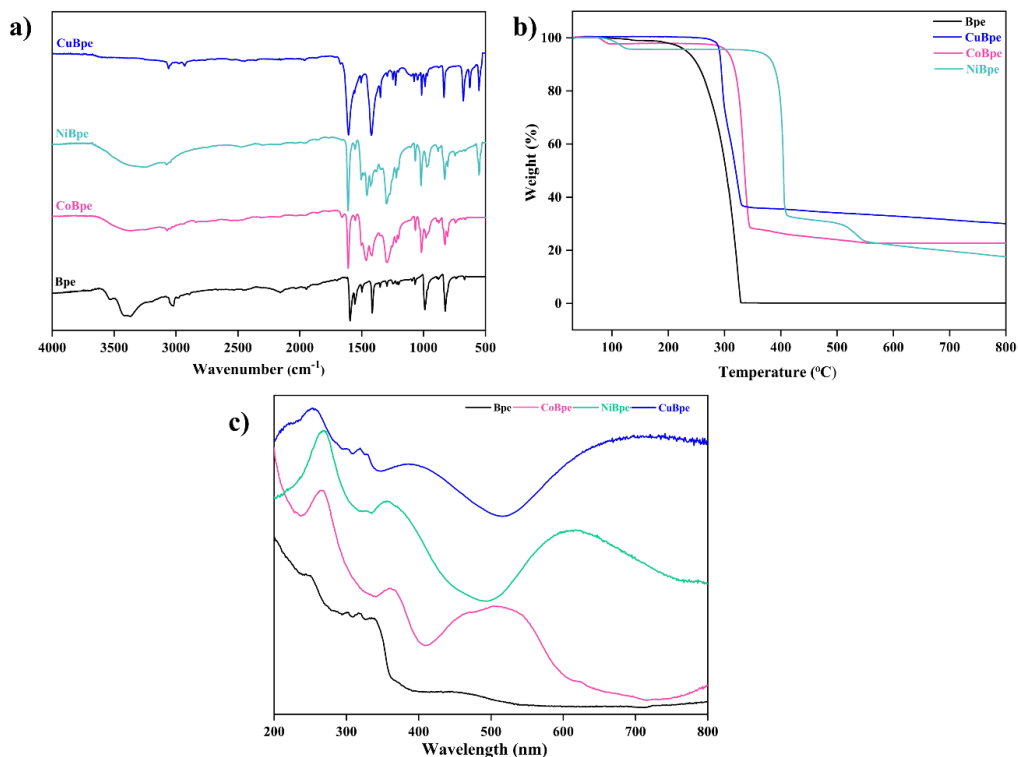 a)
CuBpe
NiBpe
CoBpe
Bpe
4000 3500 3000 2500 2000 1500 1000 500
Wavenumber (cm⁻¹)
b)
Bpe
CuBpe
CoBpe
NiBpe
100
80
60
40
20
0
Weight (%)
100 200 300 400 500 600 700 800
Temperature (⁰C)
c)
Bpe CoBpe NiBpe CuBpe
200 300 400 500 600 700 800
Wavelength (nm)